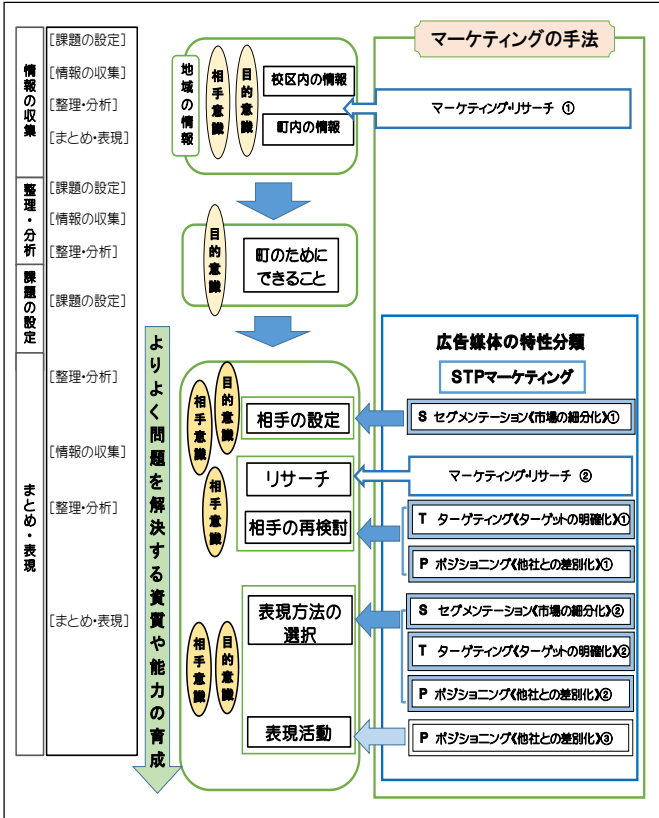 情報の収集
[課題の設定]
[情報の収集]
[整理・分析]
[まとめ・表現]
整理・分析
[課題の設定]
[情報の収集]
[整理・分析]
課題の設定
[課題の設定]
まとめ・表現
[整理・分析]
[情報の収集]
[整理・分析]
[まとめ・表現]
よりよく問題を解決する資質や能力の育成
地域の情報
相手意識
目的意識
校区内の情報
町内の情報
目的意識
町のために
できること
相手意識
目的意識
相手の設定
リサーチ
相手意識
相手の再検討
相手意識
目的意識
表現方法の
選択
表現活動
マーケティングの手法
マーケティング・リサーチ ①
広告媒体の特性分類
STPマーケティング
S セグメンテーション《市場の細分化》①
マーケティング・リサーチ ②
T ターゲティング《ターゲットの明確化》①
P ポジショニング《他社との差別化》①
S セグメンテーション《市場の細分化》②
T ターゲティング《ターゲットの明確化》②
P ポジショニング《他社との差別化》②
P ポジショニング《他社との差別化》③